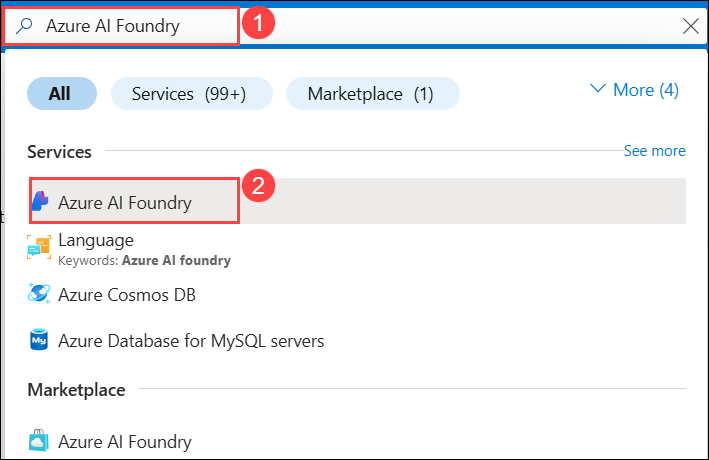 Azure AI Foundry 1
All Services (99+) Marketplace (1) More (4)
Services See more
Azure AI Foundry 2
Language
Keywords: Azure AI foundry
Azure Cosmos DB
My Azure Database for MySQL servers
Marketplace
Azure AI Foundry